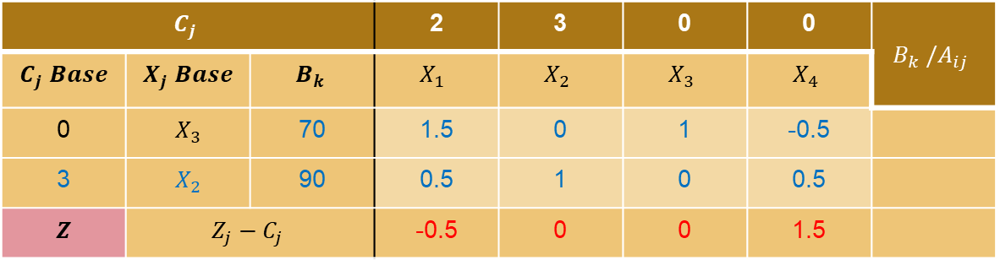 C_j 2 3 0 0 B_k / A_ij
C_j Base X_j Base B_k X_1 X_2 X_3 X_4
0 X_3 70 1.5 0 1 -0.5
3 X_2 90 0.5 1 0 0.5
Z Z_j − C_j -0.5 0 0 1.5